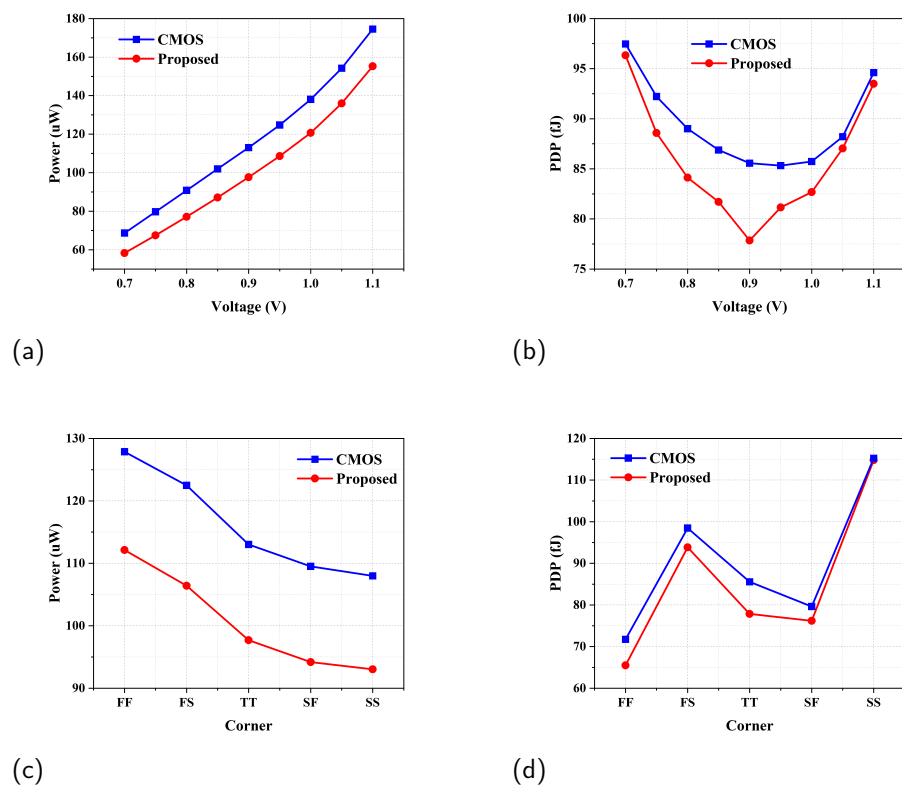 180
160
140
120
100
80
60
Power (uW)
CMOS
Proposed
0.7
0.8
0.9
1.0
1.1
Voltage (V)
(a)
100
95
90
85
80
75
PDP (fJ)
CMOS
Proposed
0.7
0.8
0.9
1.0
1.1
Voltage (V)
(b)
130
120
110
100
90
Power (uW)
CMOS
Proposed
FF
FS
TT
SF
SS
Corner
(c)
120
110
100
90
80
70
60
PDP (fJ)
CMOS
Proposed
FF
FS
TT
SF
SS
Corner
(d)